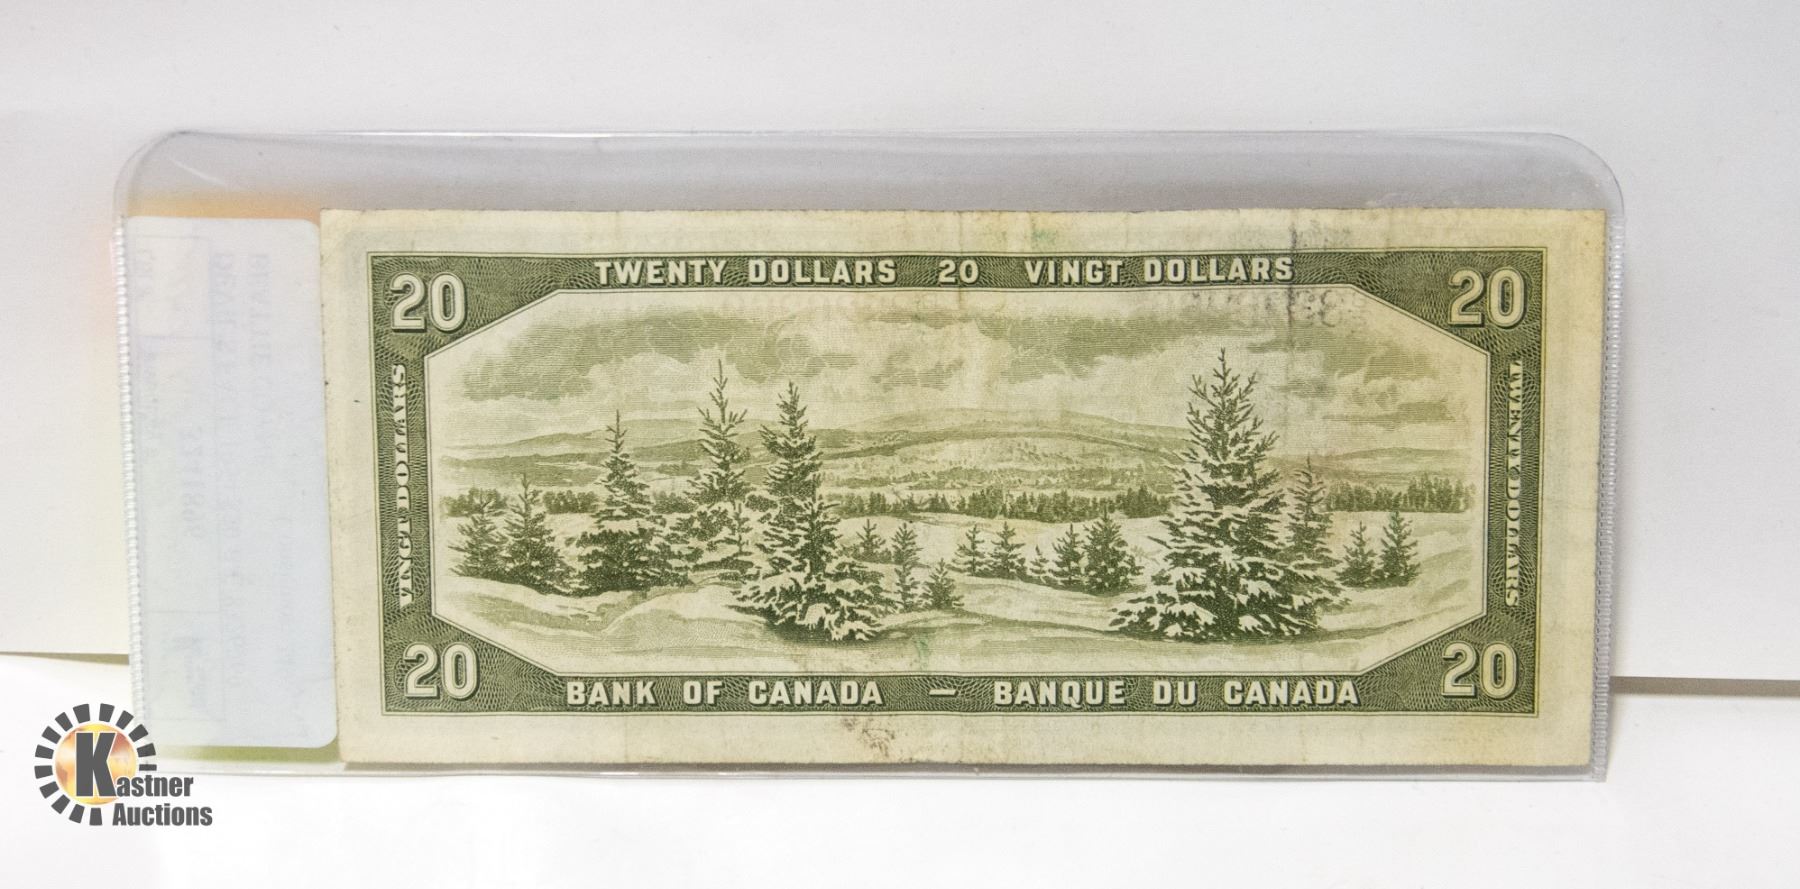 TWENTY DOLLARS 20 VINGT DOLLARS
20
20
VINGT DOLLARS
TWENTY DOLLARS
20
20
BANK OF CANADA — BANQUE DU CANADA
Kastner
Auctions